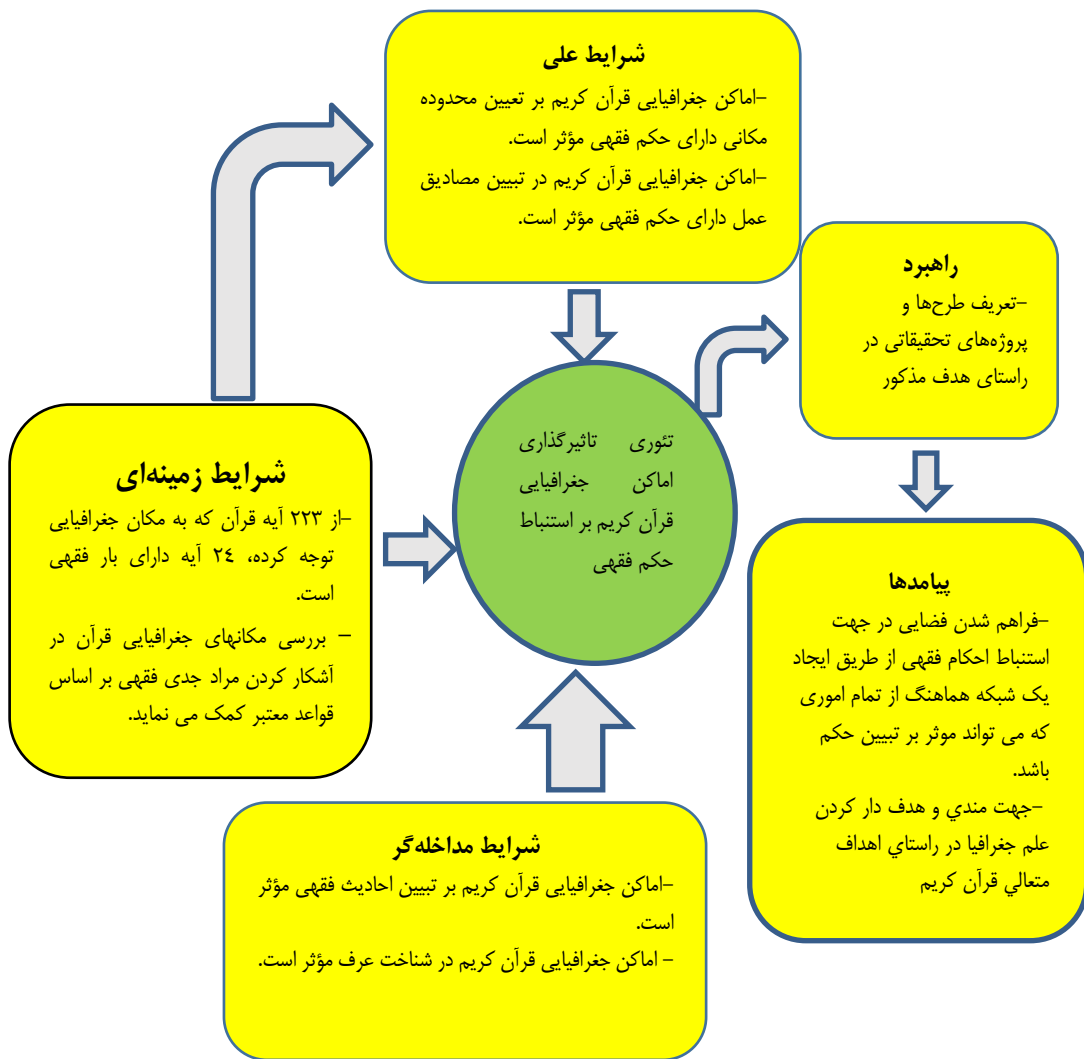 شرایط علی
–اماکن جغرافیایی قرآن کریم بر تعیین محدوده
مکانی دارای حکم فقهی مؤثر است.
–اماکن جغرافیایی قرآن کریم در تبیین مصادیق
عمل دارای حکم فقهی مؤثر است.
راهبرد
–تعریف طرح‌ها و
پروژه‌های تحقیقاتی در
راستای هدف مذکور
تئوری تاثیرگذاری
اماکن جغرافیایی
قرآن کریم بر استنباط
حکم فقهی
شرایط زمینه‌ای
–از ۲۲۳ آیه قرآن که به مکان جغرافیایی
توجه کرده، ۲٤ آیه دارای بار فقهی
است.
– بررسی مکانهای جغرافیایی قرآن در
آشکار کردن مراد جدی فقهی بر اساس
قواعد معتبر کمک می نماید.
پیامدها
–فراهم شدن فضایی در جهت
استنباط احکام فقهی از طریق ایجاد
یک شبکه هماهنگ از تمام اموری
که می تواند موثر بر تبیین حکم
باشد.
–جهت مندي و هدف دار کردن
علم جغرافیا در راستاي اهداف
متعالي قرآن کریم
شرایط مداخله‌گر
–اماکن جغرافیایی قرآن کریم بر تبیین احادیث فقهی مؤثر
است.
– اماکن جغرافیایی قرآن کریم در شناخت عرف مؤثر است.